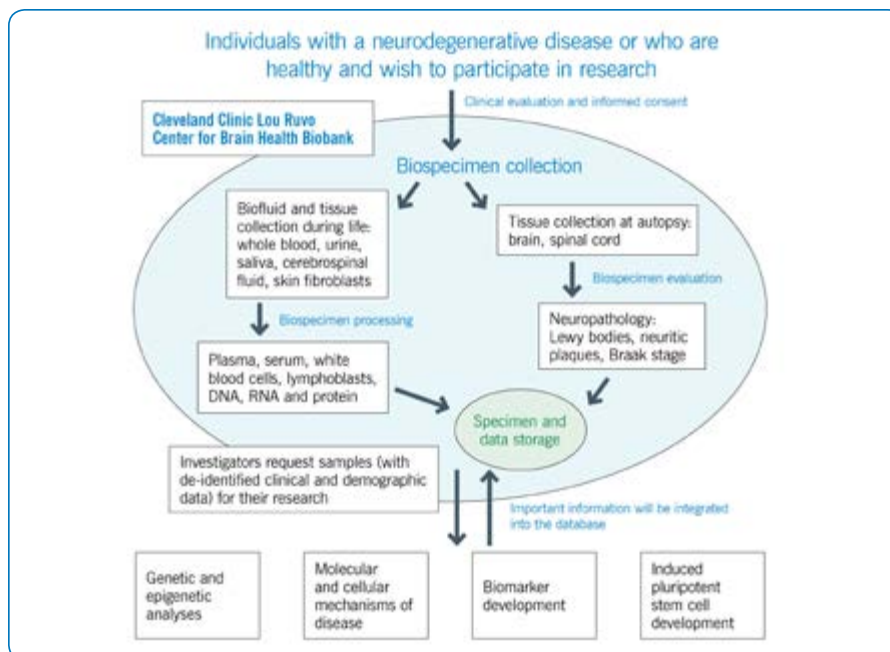 Individuals with a neurodegenerative disease or who are
healthy and wish to participate in research
Clinical evaluation and informed consent
Cleveland Clinic Lou Ruvo
Center for Brain Health Biobank
Biospecimen collection
Biofluid and tissue
collection during life:
whole blood, urine,
saliva, cerebrospinal
fluid, skin fibroblasts
Tissue collection at autopsy:
brain, spinal cord
Biospecimen evaluation
Biospecimen processing
Neuropathology:
Lewy bodies, neuritic
plaques, Braak stage
Plasma, serum, white
blood cells, lymphoblasts,
DNA, RNA and protein
Specimen and
data storage
Investigators request samples (with
de-identified clinical and demographic
data) for their research
Important information will be integrated
into the database
Genetic and
epigenetic
analyses
Molecular
and cellular
mechanisms of
disease
Biomarker
development
Induced
pluripotent
stem cell
development